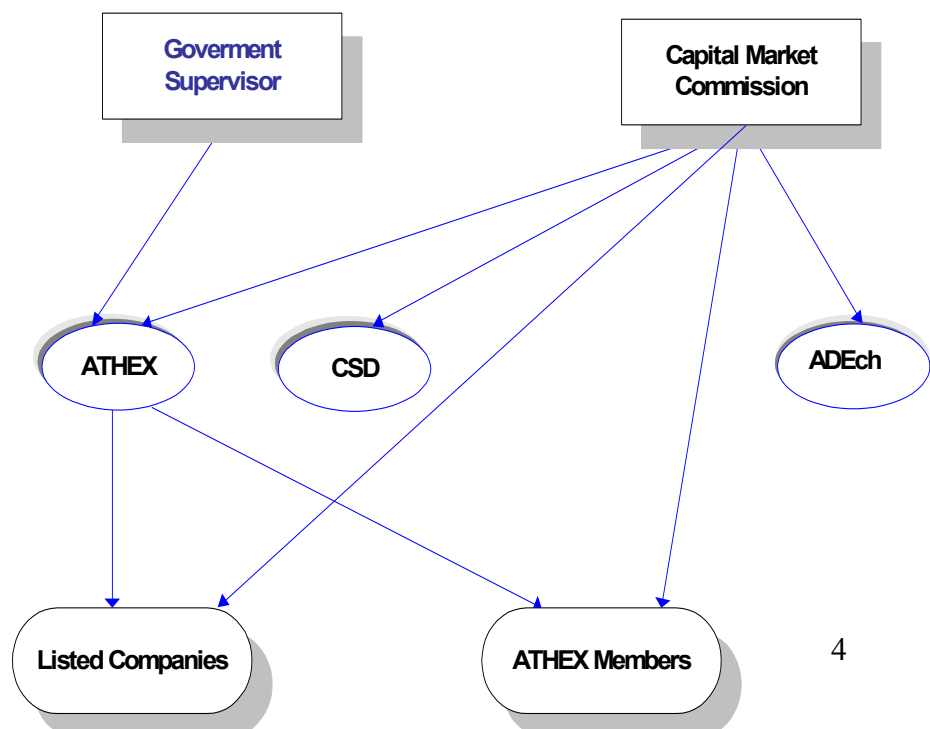 Goverment
Supervisor
Capital Market
Commission
ATHEX
CSD
ADEch
Listed Companies
ATHEX Members
4